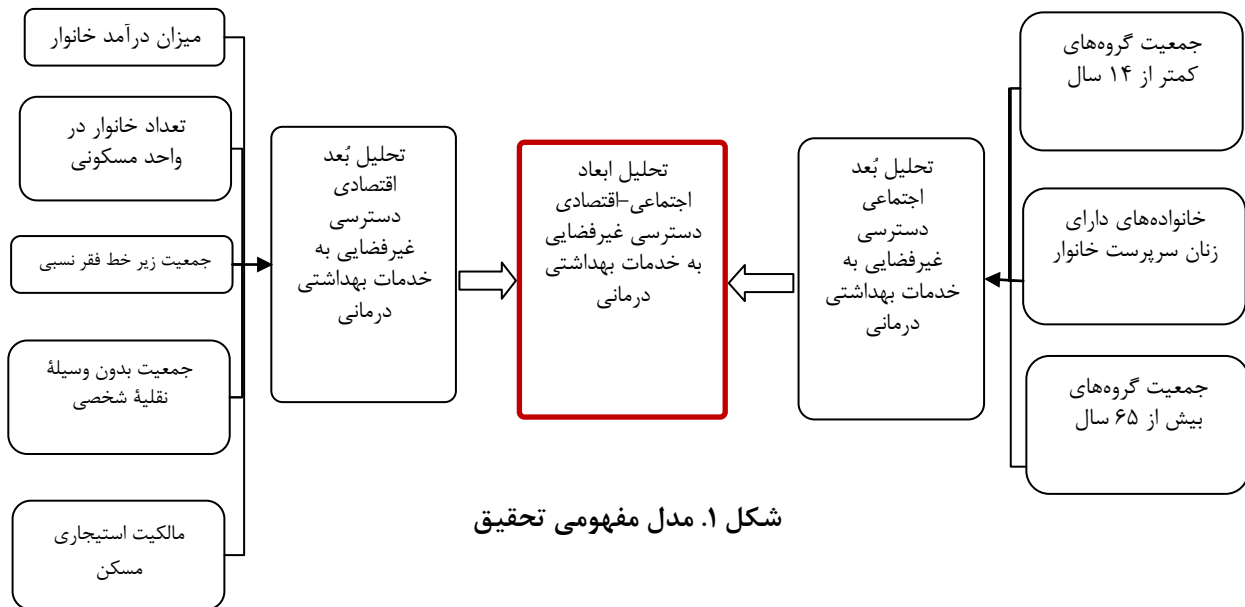 جمعیت گروه‌های
کمتر از ۱۴ سال
خانواده‌های دارای
زنان سرپرست خانوار
جمعیت گروه‌های
بیش از ۶۵ سال
تحلیل بُعد
اجتماعی
دسترسی
غیرفضایی به
خدمات بهداشتی
درمانی
تحلیل ابعاد
اجتماعی-اقتصادی
دسترسی غیرفضایی
به خدمات بهداشتی
درمانی
تحلیل بُعد
اقتصادی
دسترسی
غیرفضایی به
خدمات بهداشتی
درمانی
میزان درآمد خانوار
تعداد خانوار در
واحد مسکونی
جمعیت زیر خط فقر نسبی
جمعیت بدون وسیلۀ
نقلیۀ شخصی
مالکیت استیجاری
مسکن
شکل ۱. مدل مفهومی تحقیق